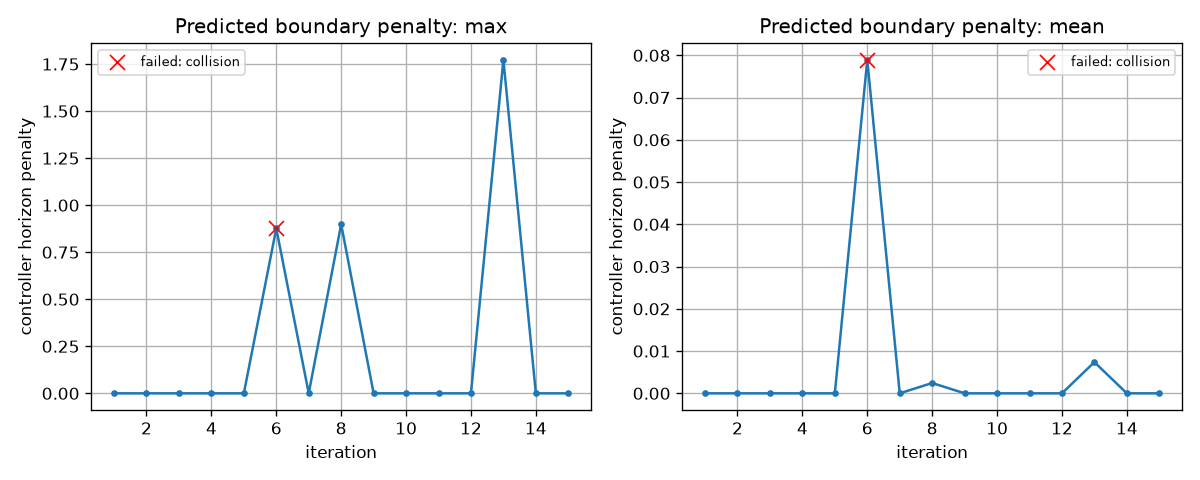 Predicted boundary penalty: max
failed: collision
controller horizon penalty
1.75
1.50
1.25
1.00
0.75
0.50
0.25
0.00
2 4 6 8 10 12 14
iteration
Predicted boundary penalty: mean
failed: collision
controller horizon penalty
0.08
0.07
0.06
0.05
0.04
0.03
0.02
0.01
0.00
2 4 6 8 10 12 14
iteration